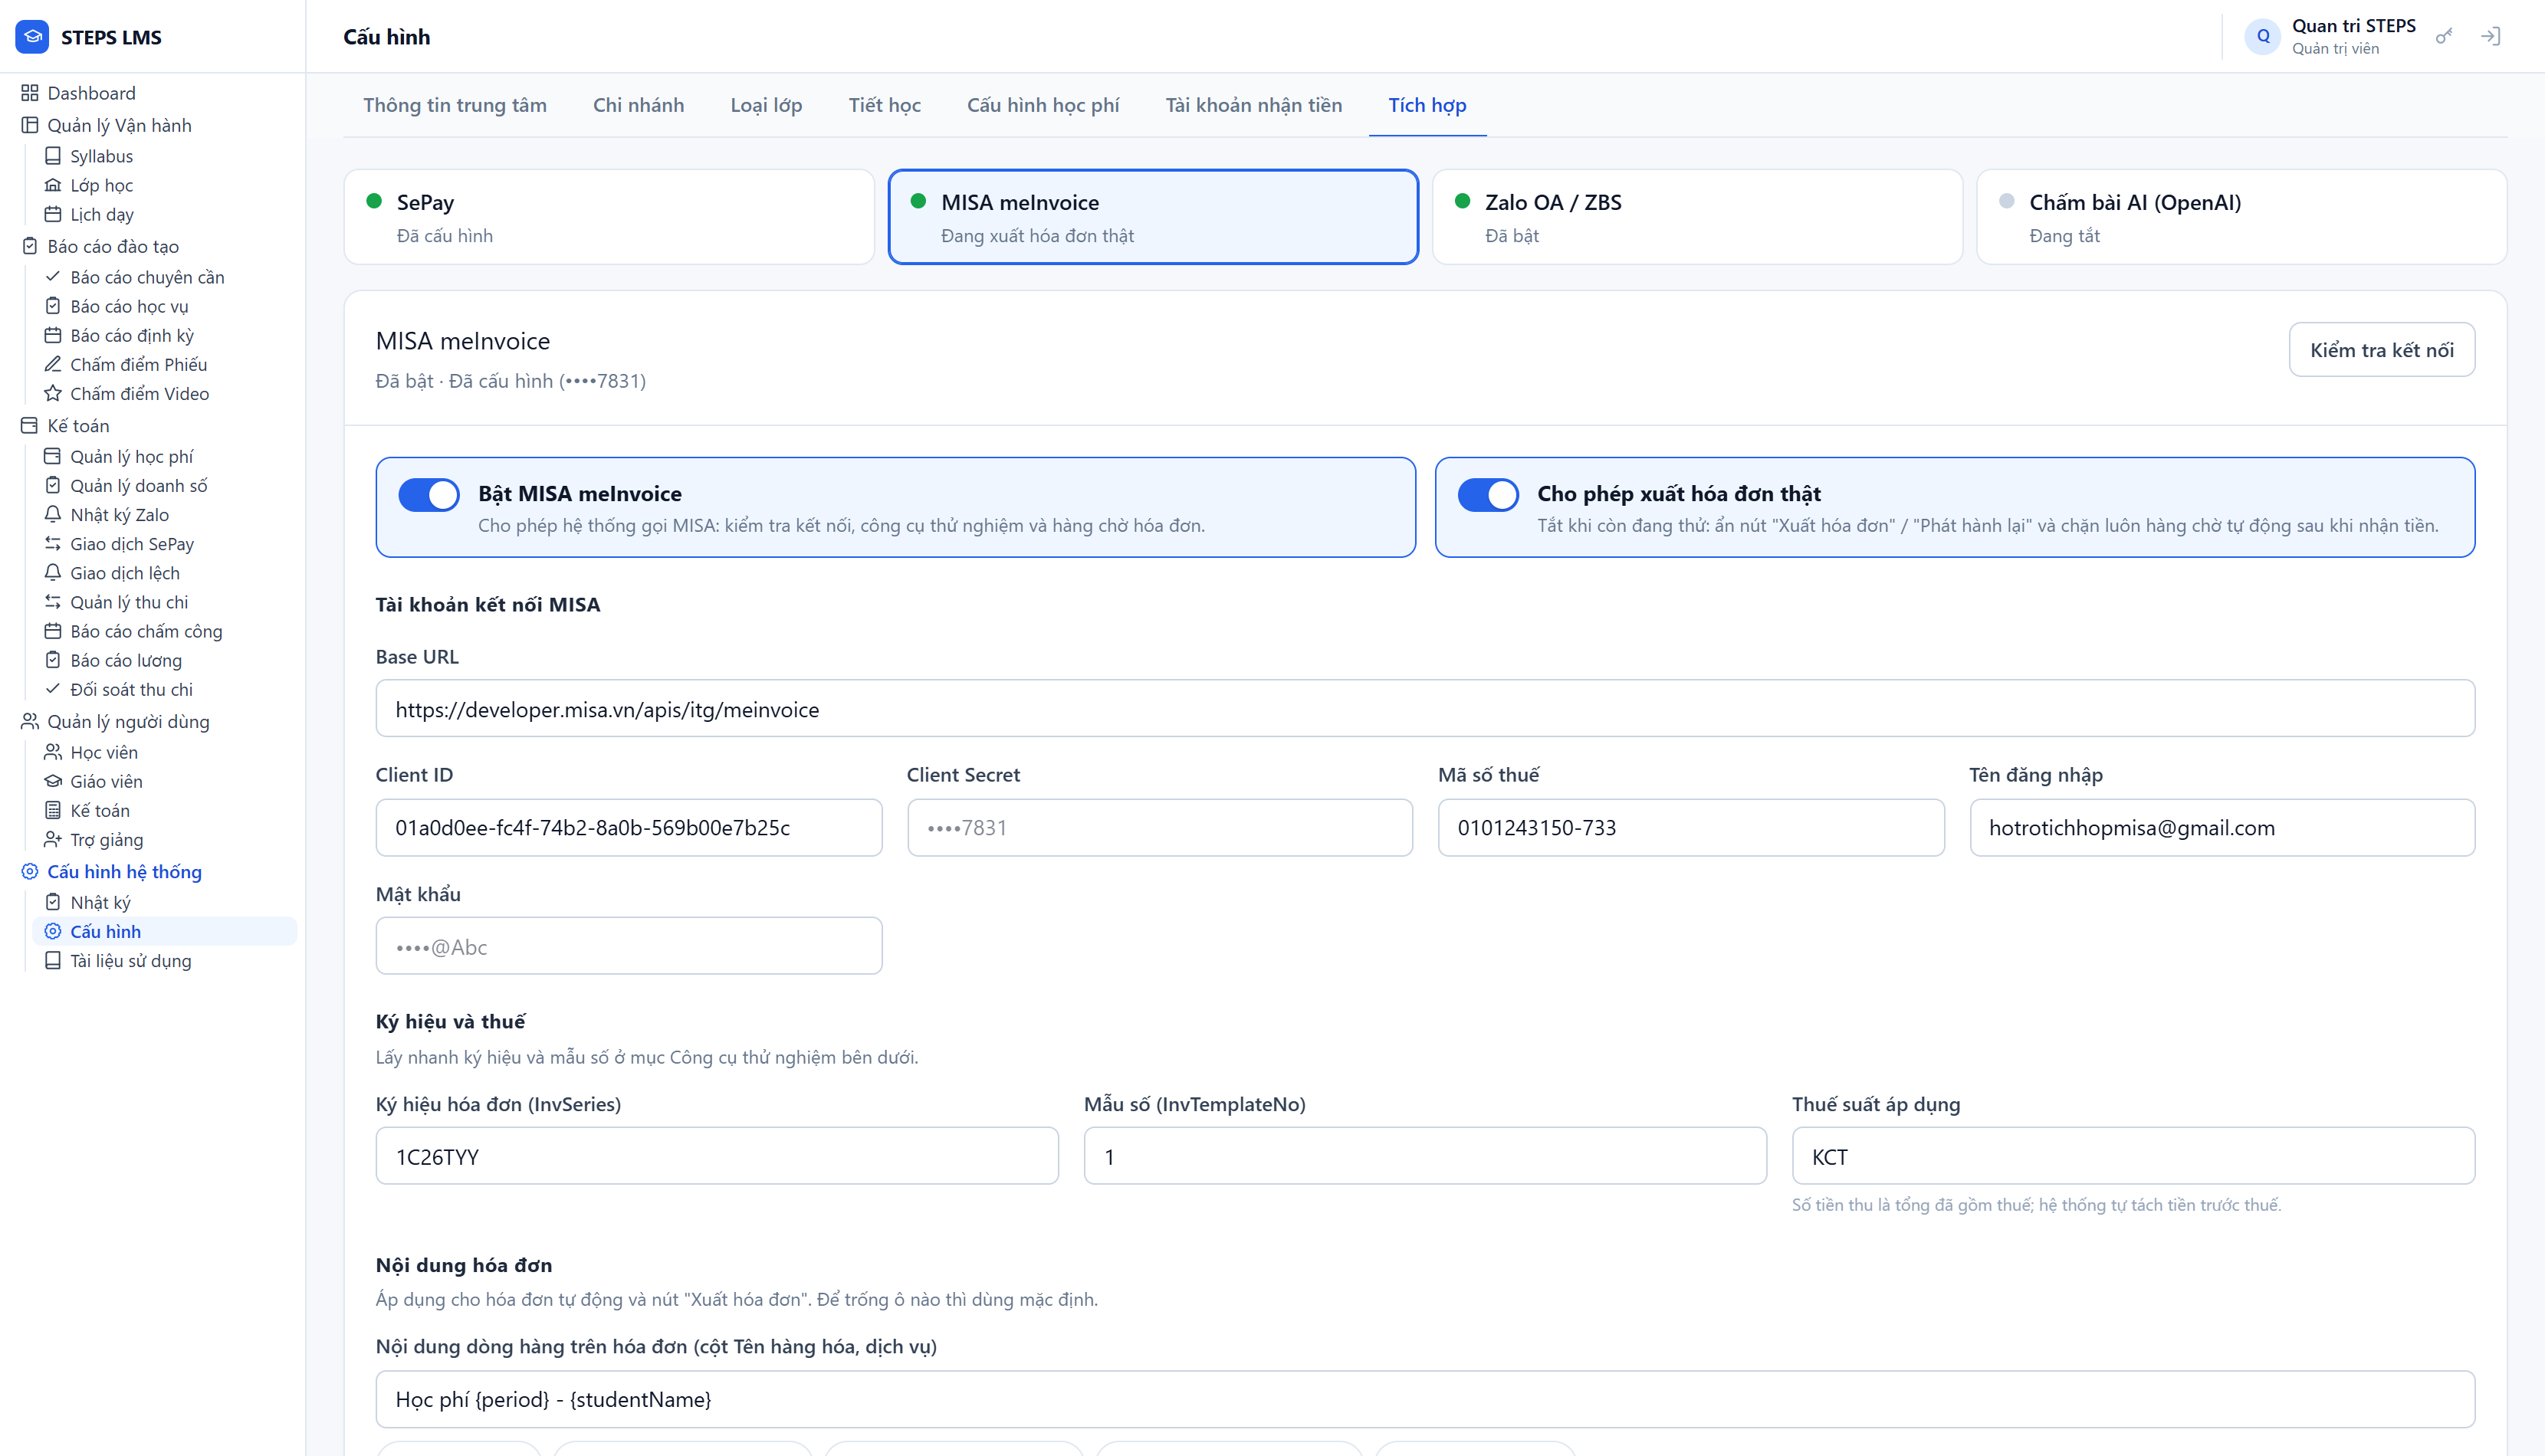 STEPS LMS
Cấu hình
Q
Quan tri STEPS
Quản trị viên
Dashboard
Quản lý Vận hành
Syllabus
Lớp học
Lịch dạy
Báo cáo đào tạo
Báo cáo chuyên cần
Báo cáo học vụ
Báo cáo định kỳ
Chấm điểm Phiếu
Chấm điểm Video
Kế toán
Quản lý học phí
Quản lý doanh số
Nhật ký Zalo
Giao dịch SePay
Giao dịch lệch
Quản lý thu chi
Báo cáo chấm công
Báo cáo lương
Đối soát thu chi
Quản lý người dùng
Học viên
Giáo viên
Kế toán
Trợ giảng
Cấu hình hệ thống
Nhật ký
Cấu hình
Tài liệu sử dụng
Thông tin trung tâm Chi nhánh Loại lớp Tiết học Cấu hình học phí Tài khoản nhận tiền Tích hợp
SePay
Đã cấu hình
MISA meInvoice
Đang xuất hóa đơn thật
Zalo OA / ZBS
Đã bật
Chấm bài AI (OpenAI)
Đang tắt
MISA meInvoice
Đã bật · Đã cấu hình (••••7831)
Kiểm tra kết nối
Bật MISA meInvoice
Cho phép hệ thống gọi MISA: kiểm tra kết nối, công cụ thử nghiệm và hàng chờ hóa đơn.
Cho phép xuất hóa đơn thật
Tắt khi còn đang thử: ẩn nút "Xuất hóa đơn" / "Phát hành lại" và chặn luôn hàng chờ tự động sau khi nhận tiền.
Tài khoản kết nối MISA
Base URL
https://developer.misa.vn/apis/itg/meinvoice
Client ID
01a0d0ee-fc4f-74b2-8a0b-569b00e7b25c
Client Secret
••••7831
Mã số thuế
0101243150-733
Tên đăng nhập
hotrotichhopmisa@gmail.com
Mật khẩu
••••@Abc
Ký hiệu và thuế
Lấy nhanh ký hiệu và mẫu số ở mục Công cụ thử nghiệm bên dưới.
Ký hiệu hóa đơn (InvSeries)
1C26TYY
Mẫu số (InvTemplateNo)
1
Thuế suất áp dụng
KCT
Số tiền thu là tổng đã gồm thuế; hệ thống tự tách tiền trước thuế.
Nội dung hóa đơn
Áp dụng cho hóa đơn tự động và nút "Xuất hóa đơn". Để trống ô nào thì dùng mặc định.
Nội dung dòng hàng trên hóa đơn (cột Tên hàng hóa, dịch vụ)
Học phí {period} - {studentName}